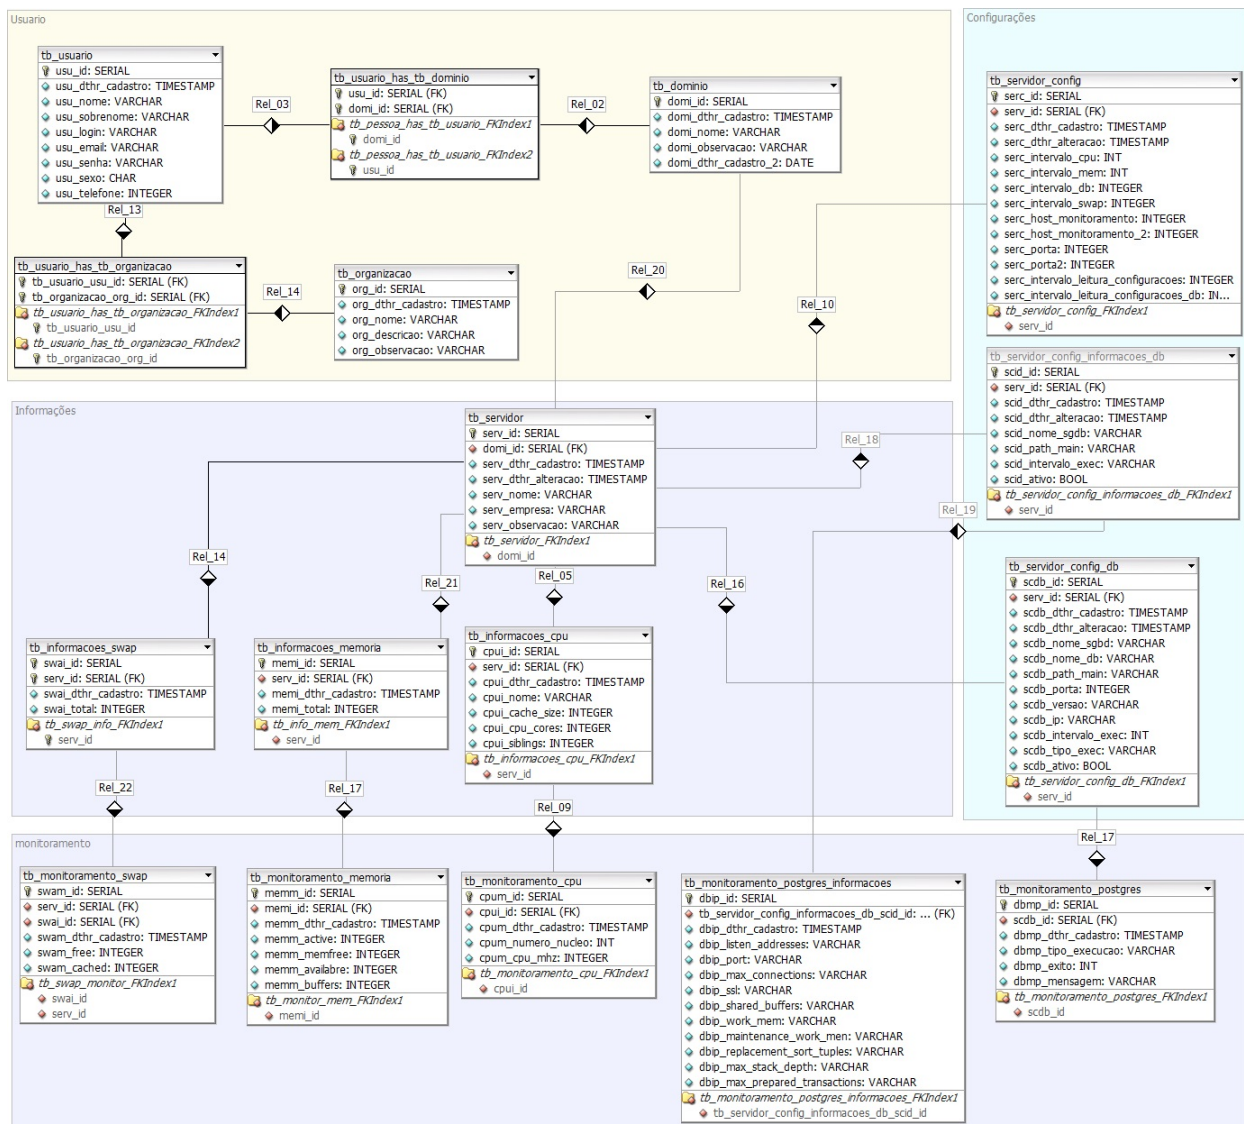 Usuario
tb_usuario
usu_id: SERIAL
usu_dthr_cadastro: TIMESTAMP
usu_nome: VARCHAR
usu_sobrenome: VARCHAR
usu_login: VARCHAR
usu_email: VARCHAR
usu_senha: VARCHAR
usu_sexo: CHAR
usu_telefone: INTEGER
Rel_03
tb_usuario_has_tb_dominio
usu_id: SERIAL (FK)
domi_id: SERIAL (FK)
tb_pessoa_has_tb_usuario_FKIndex1
domi_id
tb_pessoa_has_tb_usuario_FKIndex2
usu_id
Rel_02
tb_dominio
domi_id: SERIAL
domi_dthr_cadastro: TIMESTAMP
domi_nome: VARCHAR
domi_observacao: VARCHAR
domi_dthr_cadastro_2: DATE
Rel_13
tb_usuario_has_tb_organizacao
tb_usuario_usu_id: SERIAL (FK)
tb_organizacao_org_id: SERIAL (FK)
tb_usuario_has_tb_organizacao_FKIndex1
tb_usuario_usu_id
tb_usuario_has_tb_organizacao_FKIndex2
tb_organizacao_org_id
Rel_14
tb_organizacao
org_id: SERIAL
org_dthr_cadastro: TIMESTAMP
org_nome: VARCHAR
org_descricao: VARCHAR
org_observacao: VARCHAR
Rel_20
Rel_10
Configurações
tb_servidor_config
serc_id: SERIAL
serv_id: SERIAL (FK)
serc_dthr_cadastro: TIMESTAMP
serc_dthr_alteracao: TIMESTAMP
serc_intervalo_cpu: INT
serc_intervalo_mem: INT
serc_intervalo_db: INTEGER
serc_intervalo_swap: INTEGER
serc_host_monitoramento: INTEGER
serc_host_monitoramento_2: INTEGER
serc_porta: INTEGER
serc_porta2: INTEGER
serc_intervalo_leitura_configuracoes: INTEGER
serc_intervalo_leitura_configuracoes_db: IN...
tb_servidor_config_FKIndex1
serv_id
tb_servidor_config_informacoes_db
scid_id: SERIAL
serv_id: SERIAL (FK)
scid_dthr_cadastro: TIMESTAMP
scid_dthr_alteracao: TIMESTAMP
scid_nome_sgdb: VARCHAR
scid_path_main: VARCHAR
scid_intervalo_exec: VARCHAR
scid_ativo: BOOL
tb_servidor_config_informacoes_db_FKIndex1
serv_id
Rel_19
tb_servidor_config_db
scdb_id: SERIAL
serv_id: SERIAL (FK)
scdb_dthr_cadastro: TIMESTAMP
scdb_dthr_alteracao: TIMESTAMP
scdb_nome_sgbd: VARCHAR
scdb_nome_db: VARCHAR
scdb_path_main: VARCHAR
scdb_porta: INTEGER
scdb_versao: VARCHAR
scdb_ip: VARCHAR
scdb_intervalo_exec: INT
scdb_tipo_exec: VARCHAR
scdb_ativo: BOOL
tb_servidor_config_db_FKIndex1
serv_id
Informações
tb_servidor
serv_id: SERIAL
domi_id: SERIAL (FK)
serv_dthr_cadastro: TIMESTAMP
serv_dthr_alteracao: TIMESTAMP
serv_nome: VARCHAR
serv_empresa: VARCHAR
serv_observacao: VARCHAR
tb_servidor_FKIndex1
domi_id
Rel_18
Rel_14
Rel_21
Rel_05
Rel_16
tb_informacoes_swap
swai_id: SERIAL
serv_id: SERIAL (FK)
swai_dthr_cadastro: TIMESTAMP
swai_total: INTEGER
tb_swap_info_FKIndex1
serv_id
tb_informacoes_memoria
memi_id: SERIAL
serv_id: SERIAL (FK)
memi_dthr_cadastro: TIMESTAMP
memi_total: INTEGER
tb_info_mem_FKIndex1
serv_id
tb_informacoes_cpu
cpui_id: SERIAL
serv_id: SERIAL (FK)
cpui_dthr_cadastro: TIMESTAMP
cpui_nome: VARCHAR
cpui_cache_size: INTEGER
cpui_cpu_cores: INTEGER
cpui_siblings: INTEGER
tb_informacoes_cpu_FKIndex1
serv_id
Rel_22
Rel_17
Rel_09
Rel_17
monitoramento
tb_monitoramento_swap
swam_id: SERIAL
serv_id: SERIAL (FK)
swai_id: SERIAL (FK)
swam_dthr_cadastro: TIMESTAMP
swam_free: INTEGER
swam_cached: INTEGER
tb_swap_monitor_FKIndex1
swai_id
serv_id
tb_monitoramento_memoria
memm_id: SERIAL
memi_id: SERIAL (FK)
memm_dthr_cadastro: TIMESTAMP
memm_active: INTEGER
memm_memfree: INTEGER
memm_availabre: INTEGER
memm_buffers: INTEGER
tb_monitor_mem_FKIndex1
memi_id
tb_monitoramento_cpu
cpum_id: SERIAL
cpui_id: SERIAL (FK)
cpum_dthr_cadastro: TIMESTAMP
cpum_numero_nucleo: INT
cpum_cpu_mhz: INTEGER
tb_monitoramento_cpu_FKIndex1
cpui_id
tb_monitoramento_postgres_informacoes
dbip_id: SERIAL
tb_servidor_config_informacoes_db_scid_id: ... (FK)
dbip_dthr_cadastro: TIMESTAMP
dbip_listen_addresses: VARCHAR
dbip_port: VARCHAR
dbip_max_connections: VARCHAR
dbip_ssl: VARCHAR
dbip_shared_buffers: VARCHAR
dbip_work_mem: VARCHAR
dbip_maintenance_work_men: VARCHAR
dbip_replacement_sort_tuples: VARCHAR
dbip_max_stack_depth: VARCHAR
dbip_max_prepared_transactions: VARCHAR
tb_monitoramento_postgres_informacoes_FKIndex1
tb_servidor_config_informacoes_db_scid_id
tb_monitoramento_postgres
dbmp_id: SERIAL
scdb_id: SERIAL (FK)
dbmp_dthr_cadastro: TIMESTAMP
dbmp_tipo_execucao: VARCHAR
dbmp_exito: INT
dbmp_mensagem: VARCHAR
tb_monitoramento_postgres_FKIndex1
scdb_id